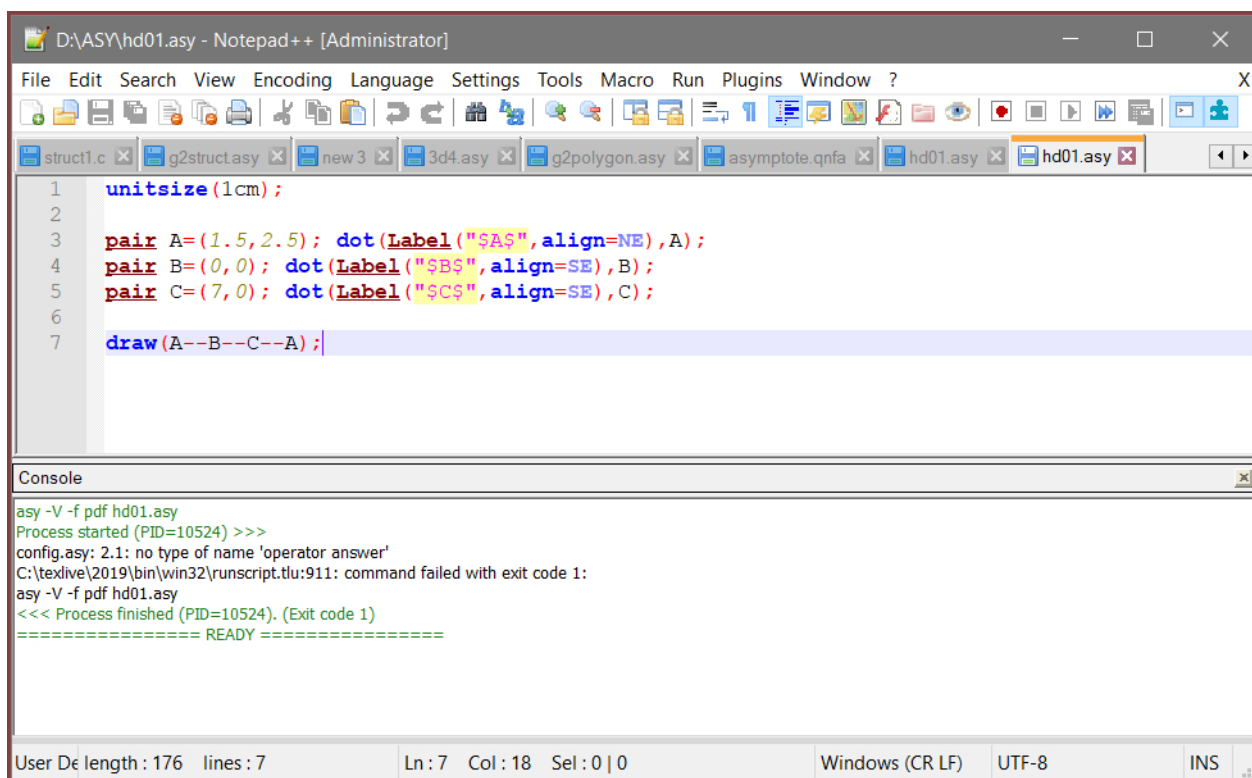 D:\ASY\hd01.asy - Notepad++ [Administrator]
File Edit Search View Encoding Language Settings Tools Macro Run Plugins Window ? X
struct1.c g2struct.asy new 3 3d4.asy g2polygon.asy asymptote.qnfa hd01.asy hd01.asy
1 unitsize(1cm);
2
3 pair A=(1.5,2.5); dot(Label("$A$",align=NE),A);
4 pair B=(0,0); dot(Label("$B$",align=SE),B);
5 pair C=(7,0); dot(Label("$C$",align=SE),C);
6
7 draw(A--B--C--A);
Console
asy -V -f pdf hd01.asy
Process started (PID=10524) >>>
config.asy: 2.1: no type of name 'operator answer'
C:\texlive\2019\bin\win32\runscript.tlu:911: command failed with exit code 1:
asy -V -f pdf hd01.asy
<<< Process finished (PID=10524). (Exit code 1)
================ READY ================
User De length : 176 lines : 7 Ln : 7 Col : 18 Sel : 0 | 0 Windows (CR LF) UTF-8 INS